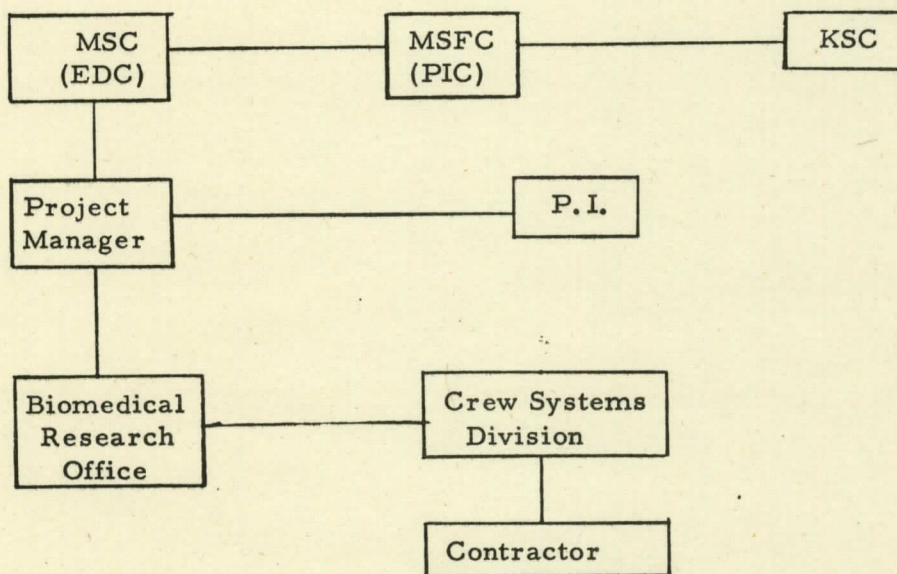 MSC
(EDC)
MSFC
(PIC)
KSC
Project
Manager
P. I.
Biomedical
Research
Office
Crew Systems
Division
Contractor